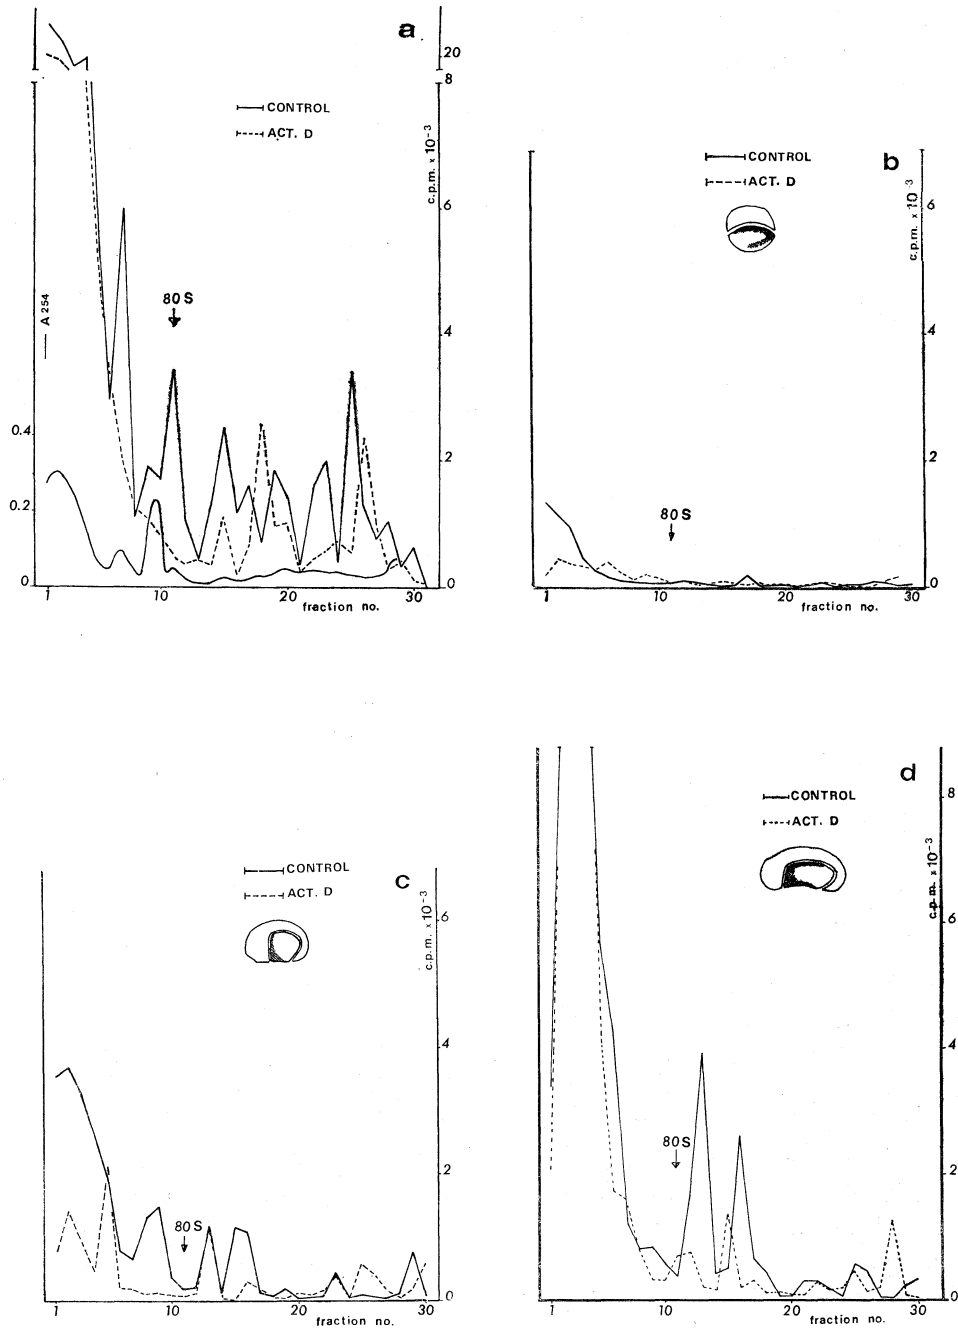 a
20
8
CONTROL
ACT. D
c.p.m. x 10⁻³
6
80 S
A 254
4
0.4
2
0.2
0
0
1 10 20 30
fraction no.
b
CONTROL
ACT. D
c.p.m. x 10⁻³
6
4
2
80 S
0
1 10 20 30
fraction no.
c
CONTROL
ACT. D
c.p.m. x 10⁻³
6
4
2
80 S
0
1 10 20 30
fraction no.
d
CONTROL
ACT. D
8
c.p.m. x 10⁻³
6
4
80 S
2
0
1 10 20 30
fraction no.